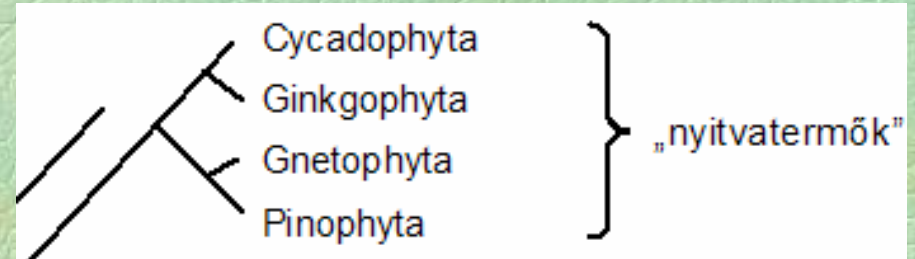 Cycadophyta
Ginkgophyta
„nyitvatermők”
Gnetophyta
Pinophyta